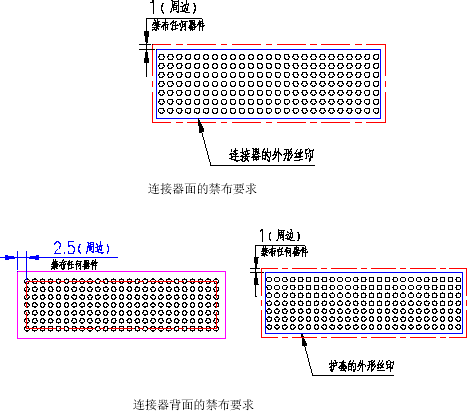 1（周边）
禁布任何器件
连接器的外形丝印
连接器面的禁布要求
2.5（周边）
禁布任何器件
1（周边）
禁布任何器件
护套的外形丝印
连接器背面的禁布要求